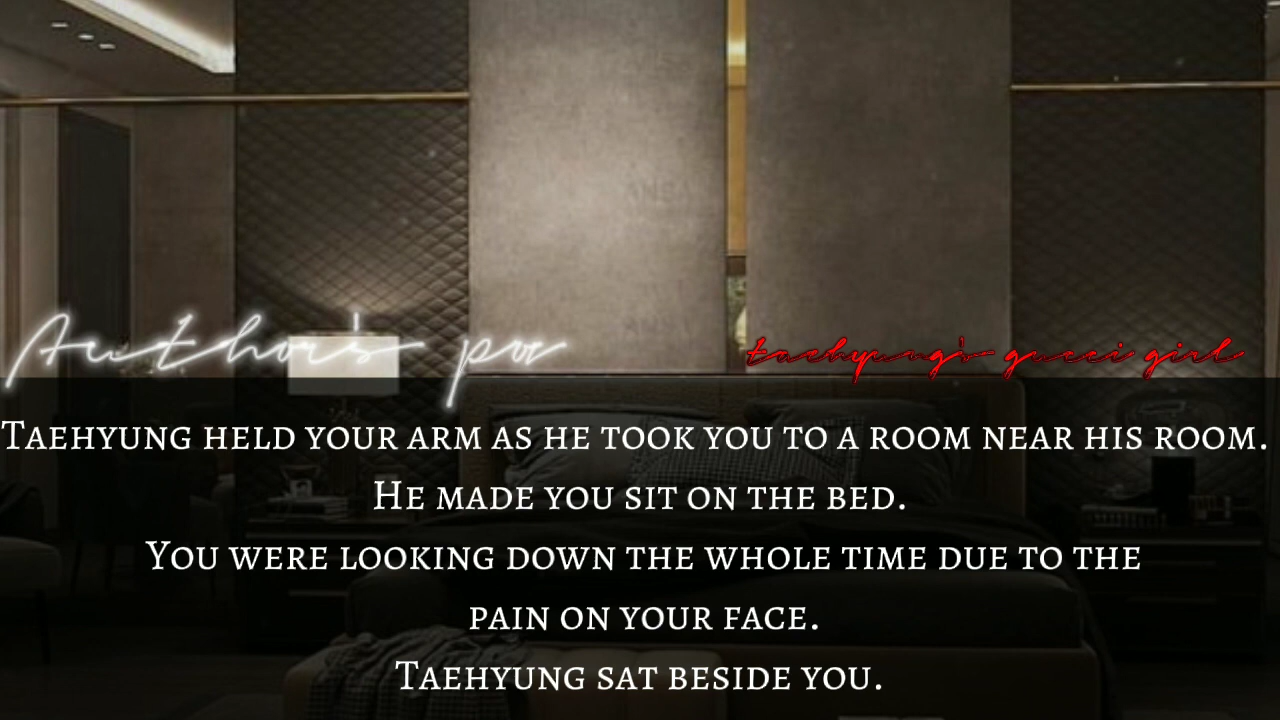 Author's pov
taehyung's gucci girl
Taehyung held your arm as he took you to a room near his room.
He made you sit on the bed.
You were looking down the whole time due to the
pain on your face.
Taehyung sat beside you.